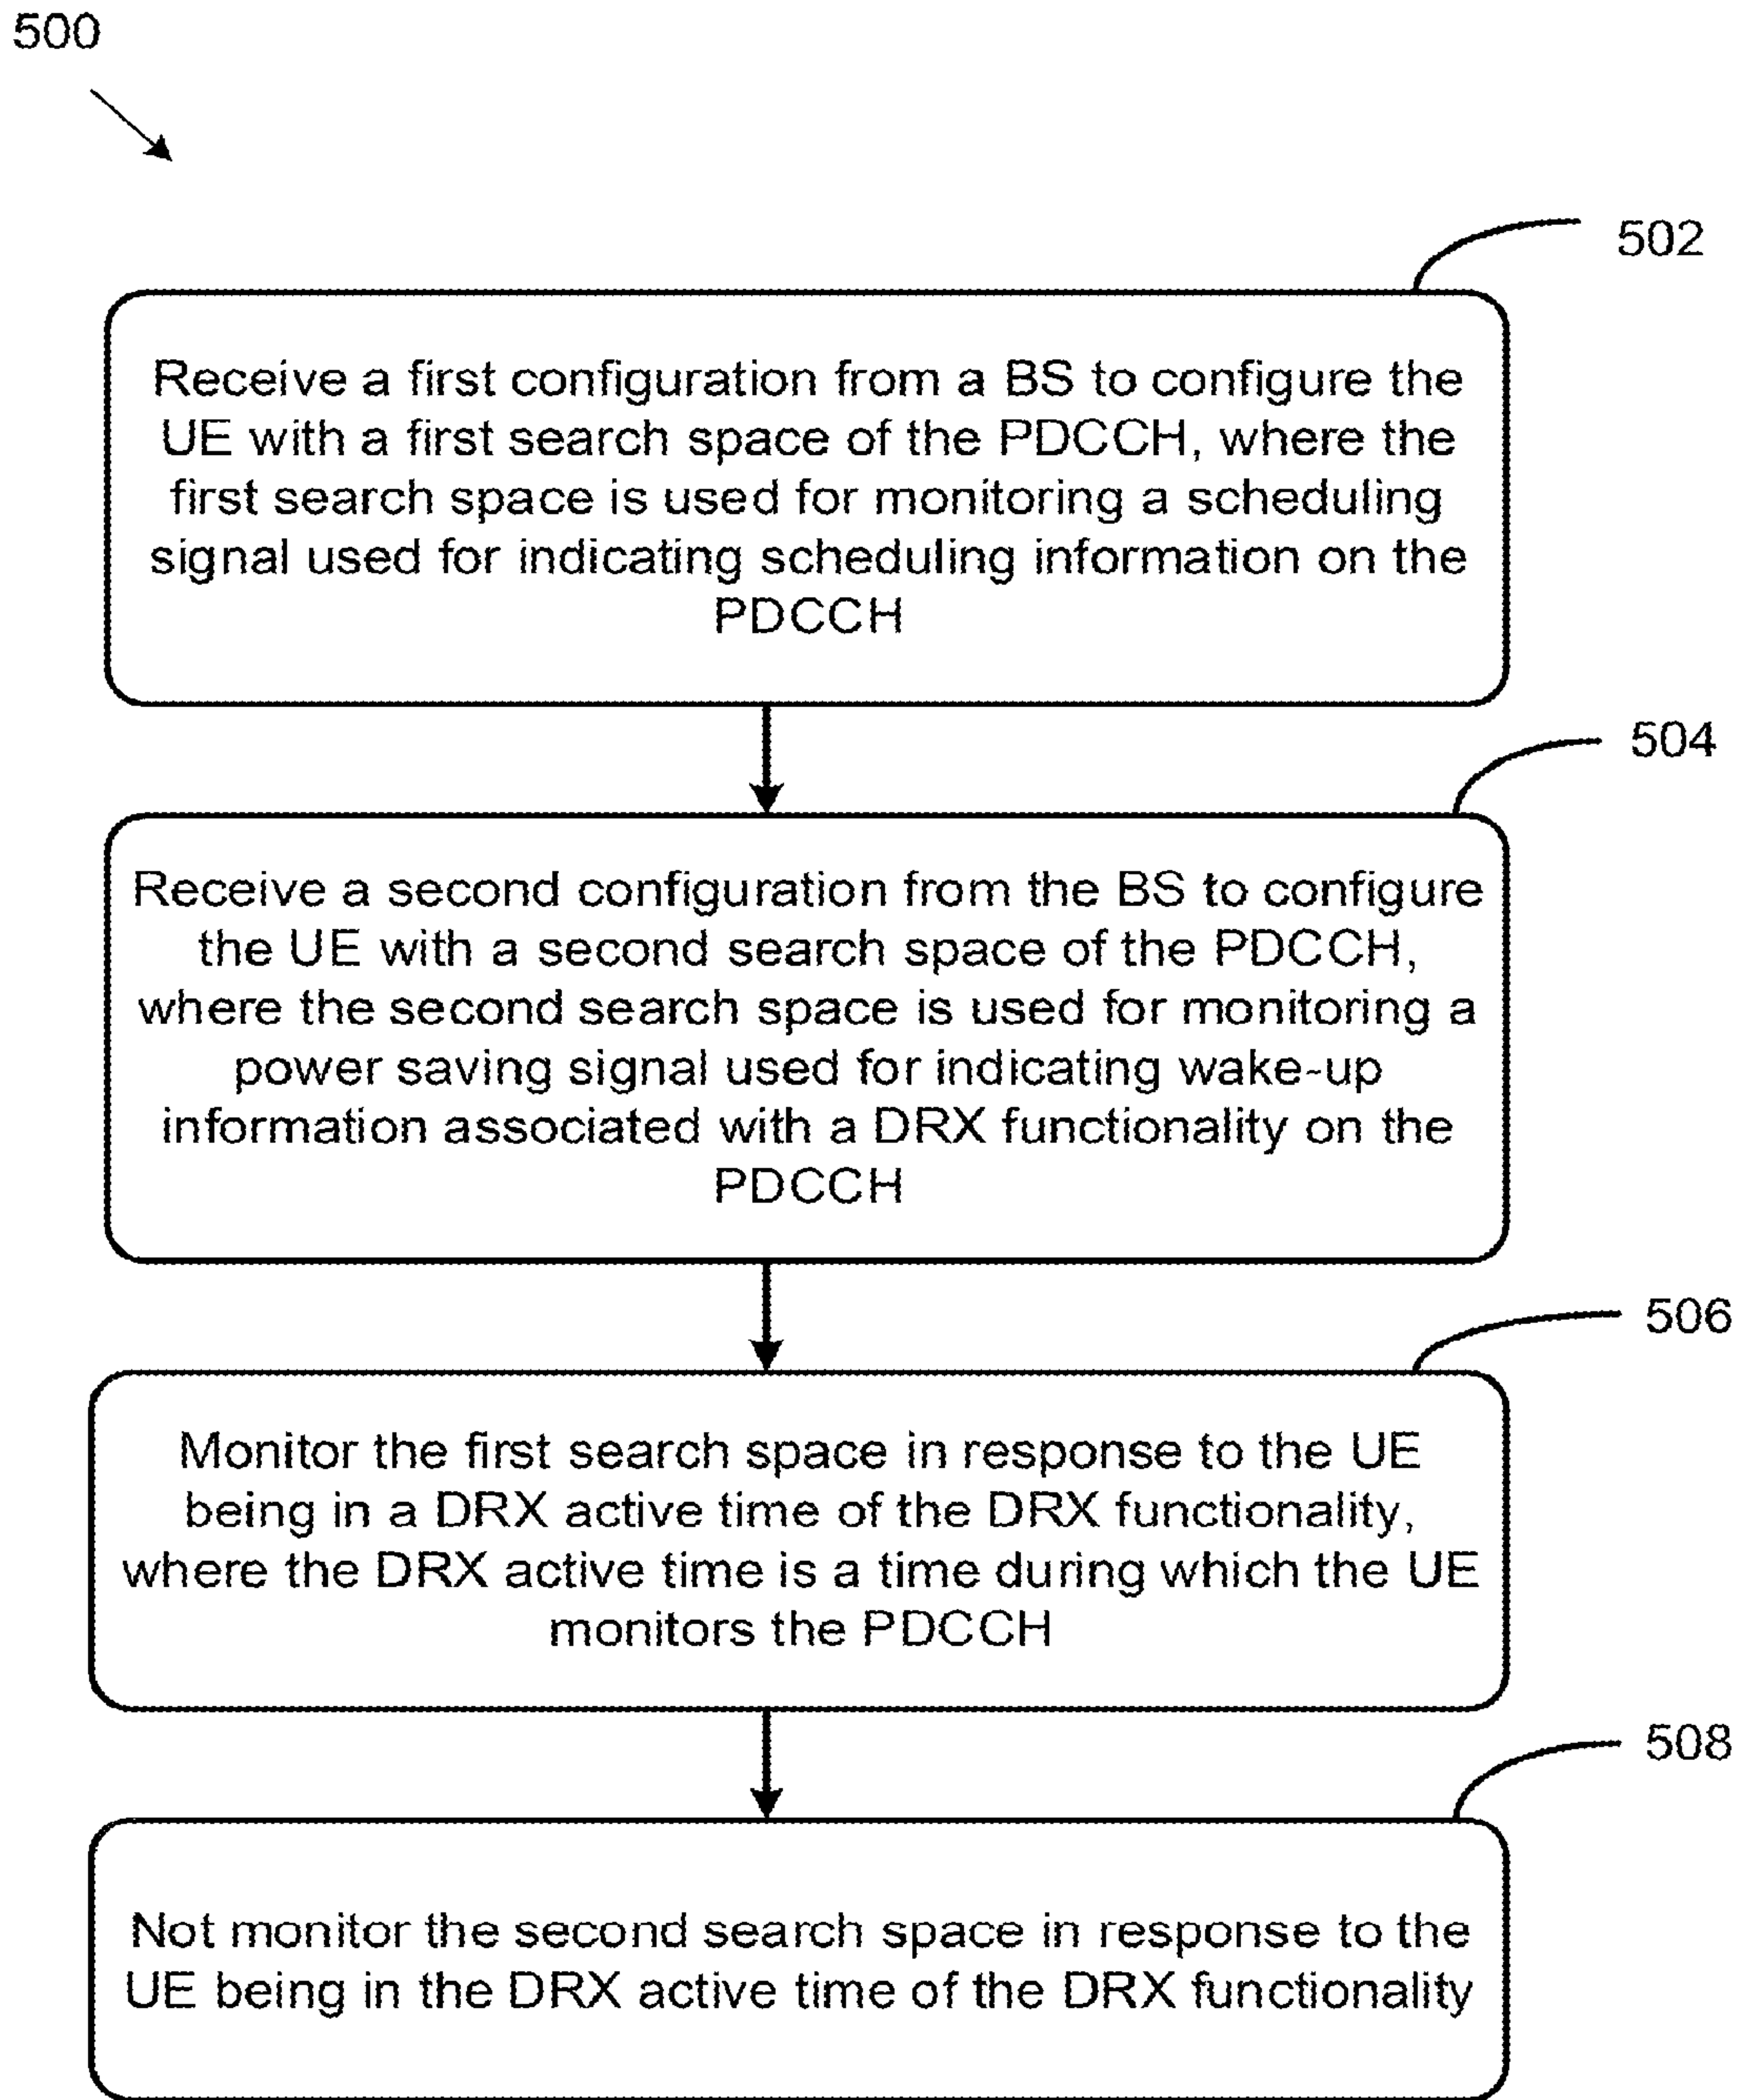 500
502
Receive a first configuration from a BS to configure the
UE with a first search space of the PDCCH, where the
first search space is used for monitoring a scheduling
signal used for indicating scheduling information on the
PDCCH
504
Receive a second configuration from the BS to configure
the UE with a second search space of the PDCCH,
where the second search space is used for monitoring a
power saving signal used for indicating wake-up
information associated with a DRX functionality on the
PDCCH
506
Monitor the first search space in response to the UE
being in a DRX active time of the DRX functionality,
where the DRX active time is a time during which the UE
monitors the PDCCH
508
Not monitor the second search space in response to the
UE being in the DRX active time of the DRX functionality